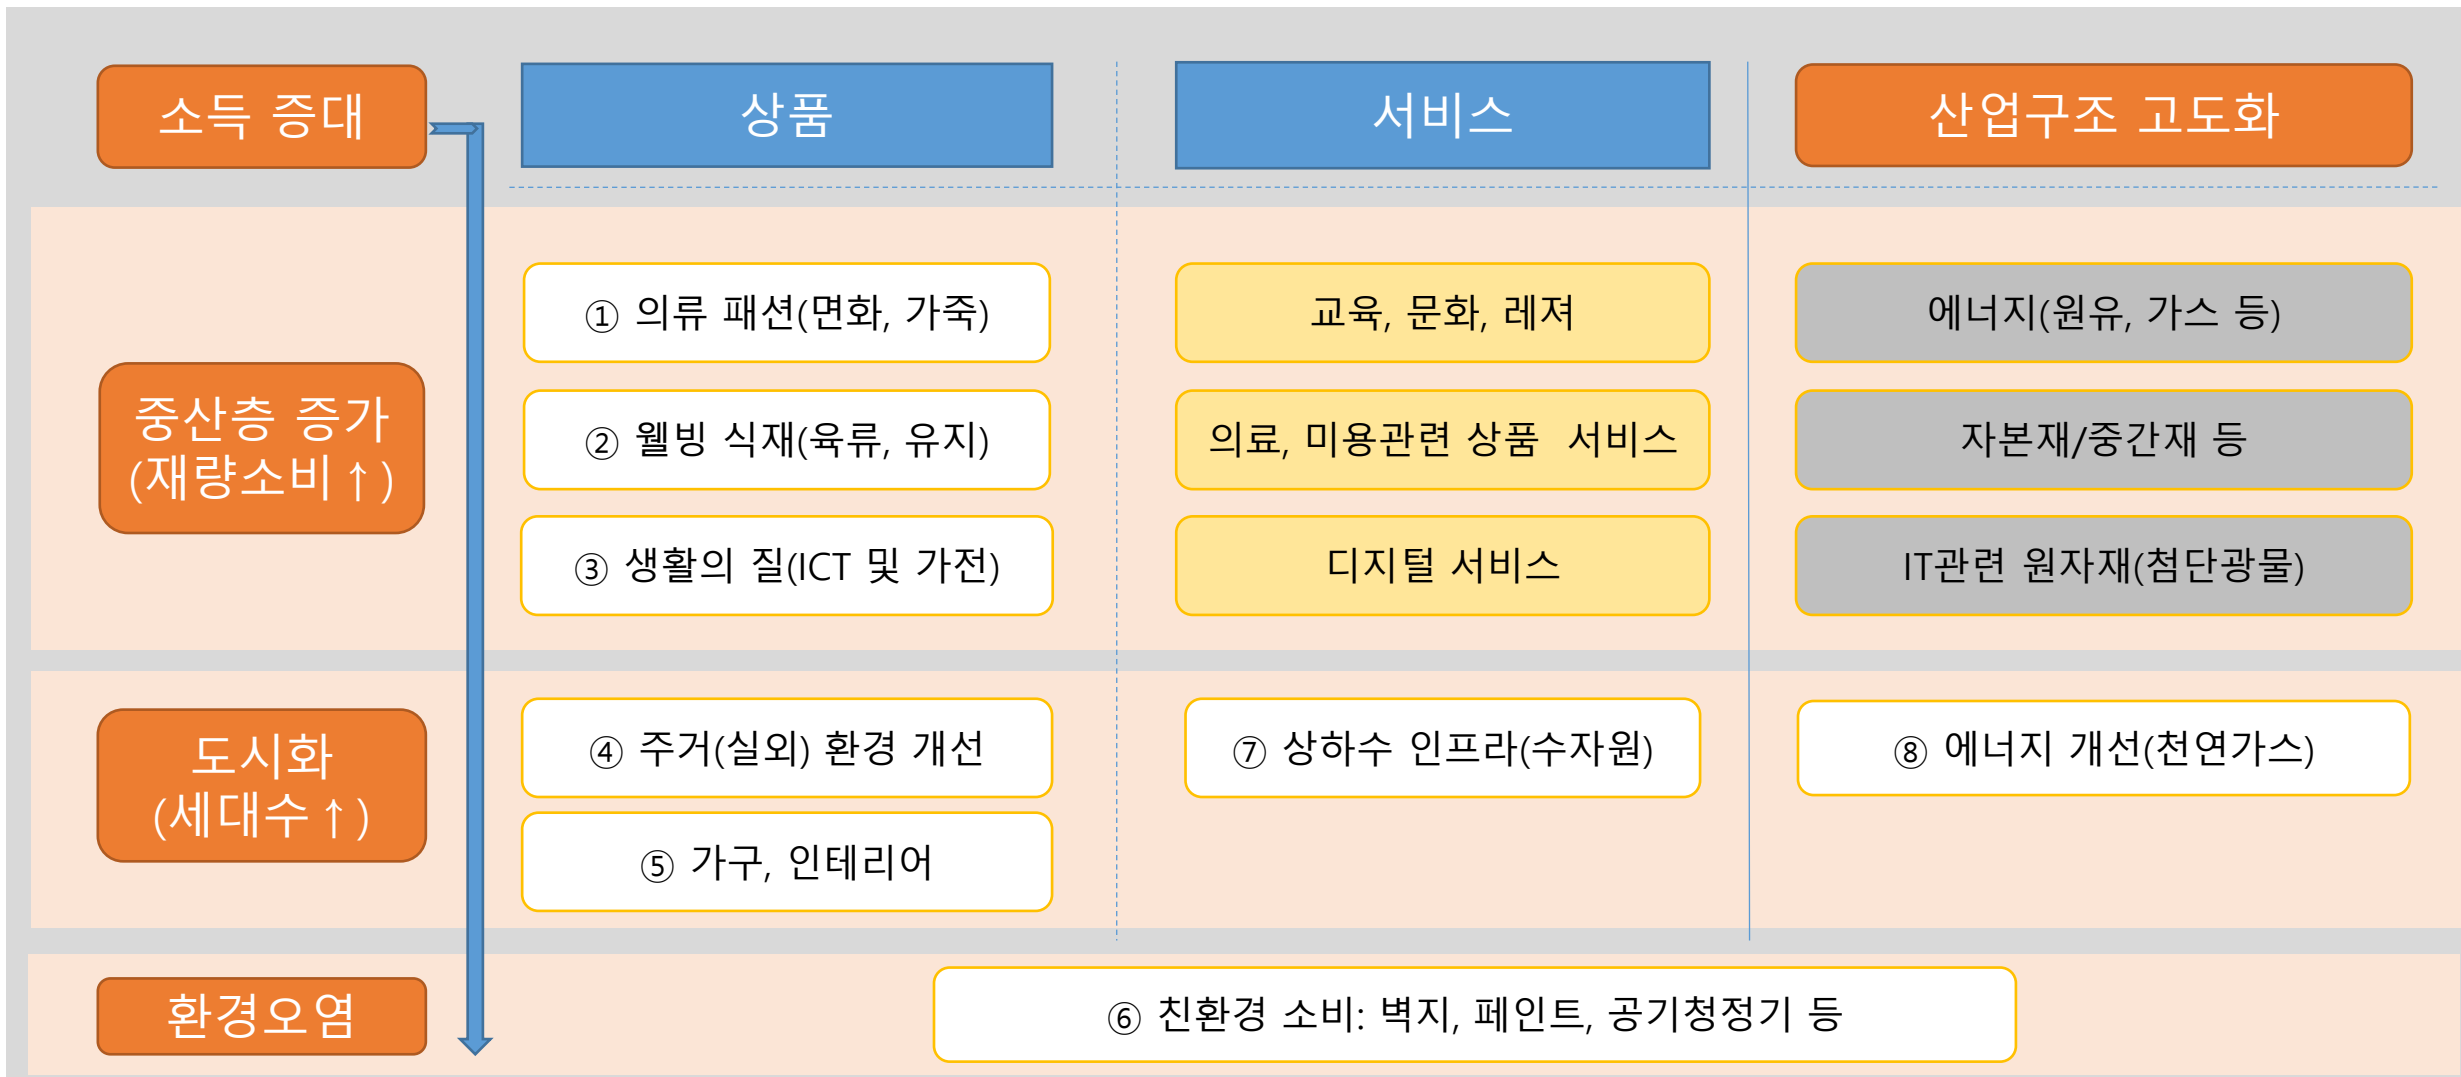 소득 증대
상품
서비스
산업구조 고도화
중산층 증가
(재량소비↑)
① 의류 패션(면화, 가죽)
교육, 문화, 레져
에너지(원유, 가스 등)
② 웰빙 식재(육류, 유지)
의료, 미용관련 상품 서비스
자본재/중간재 등
③ 생활의 질(ICT 및 가전)
디지털 서비스
IT관련 원자재(첨단광물)
도시화
(세대수↑)
④ 주거(실외) 환경 개선
⑦ 상하수 인프라(수자원)
⑧ 에너지 개선(천연가스)
⑤ 가구, 인테리어
환경오염
⑥ 친환경 소비: 벽지, 페인트, 공기청정기 등